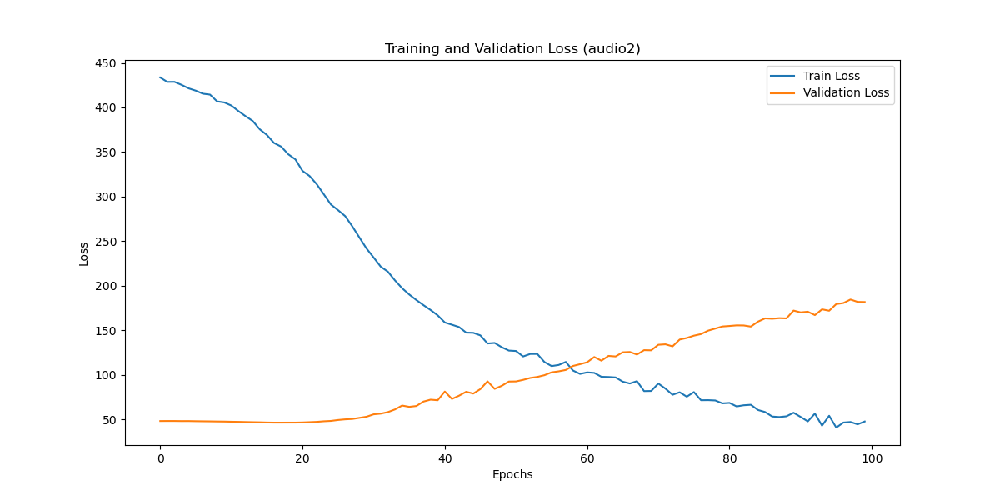 Training and Validation Loss (audio2)
Train Loss
Validation Loss
Loss
450
400
350
300
250
200
150
100
50
0 20 40 60 80 100
Epochs